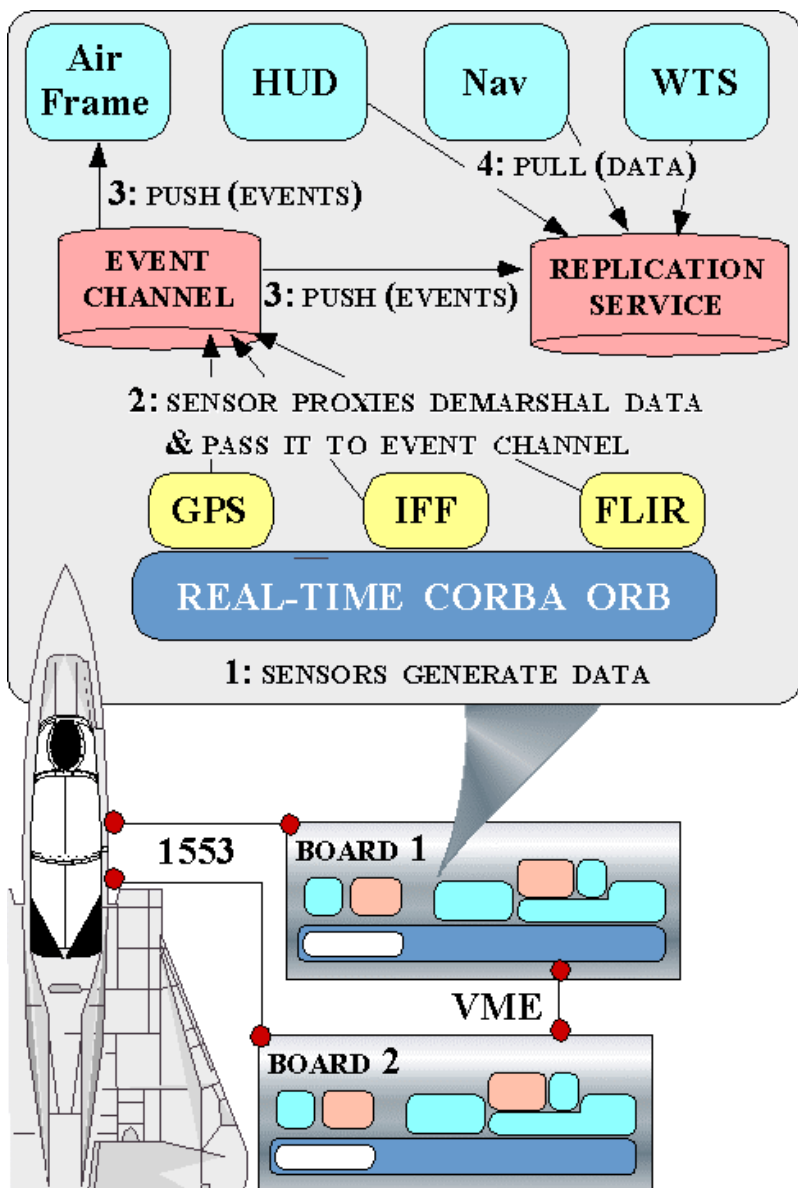 Air
Frame
HUD
Nav
WTS
4: PULL (DATA)
3: PUSH (EVENTS)
EVENT
CHANNEL
3: PUSH (EVENTS)
REPLICATION
SERVICE
2: SENSOR PROXIES DEMARSHAL DATA
& PASS IT TO EVENT CHANNEL
GPS
IFF
FLIR
REAL-TIME CORBA ORB
1: SENSORS GENERATE DATA
1553
BOARD 1
VME
BOARD 2